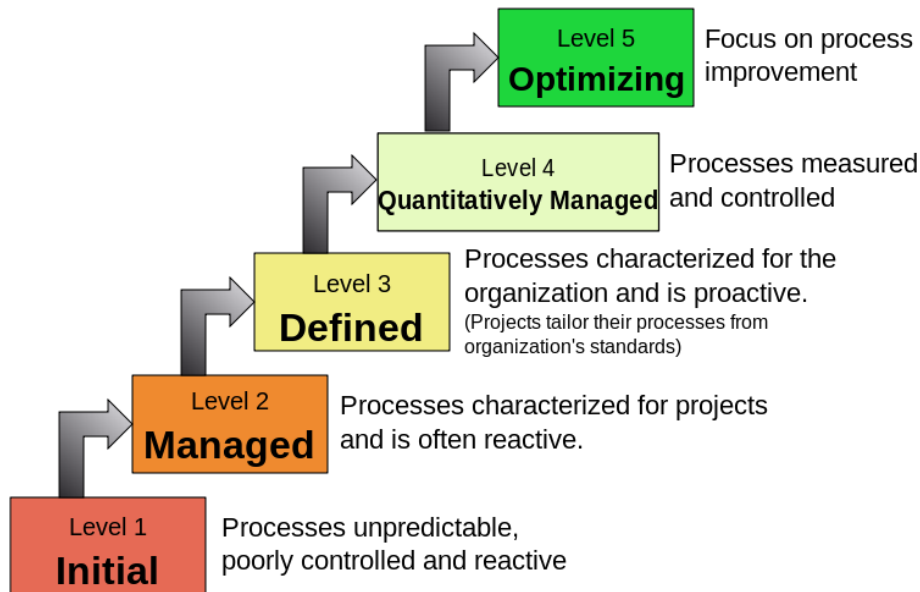 Level 5
Optimizing
Focus on process
improvement
Level 4
Quantitatively Managed
Processes measured
and controlled
Level 3
Defined
Processes characterized for the
organization and is proactive.
(Projects tailor their processes from
organization's standards)
Level 2
Managed
Processes characterized for projects
and is often reactive.
Level 1
Initial
Processes unpredictable,
poorly controlled and reactive